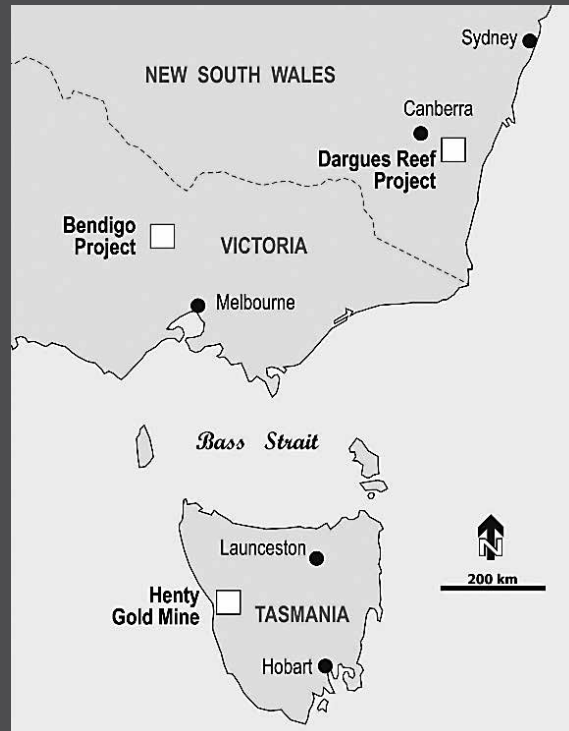 Sydney
NEW SOUTH WALES
Canberra
Dargues Reef
Project
Bendigo
Project
VICTORIA
Melbourne
Bass Strait
Launceston
N
200 km
Henty
Gold Mine
TASMANIA
Hobart